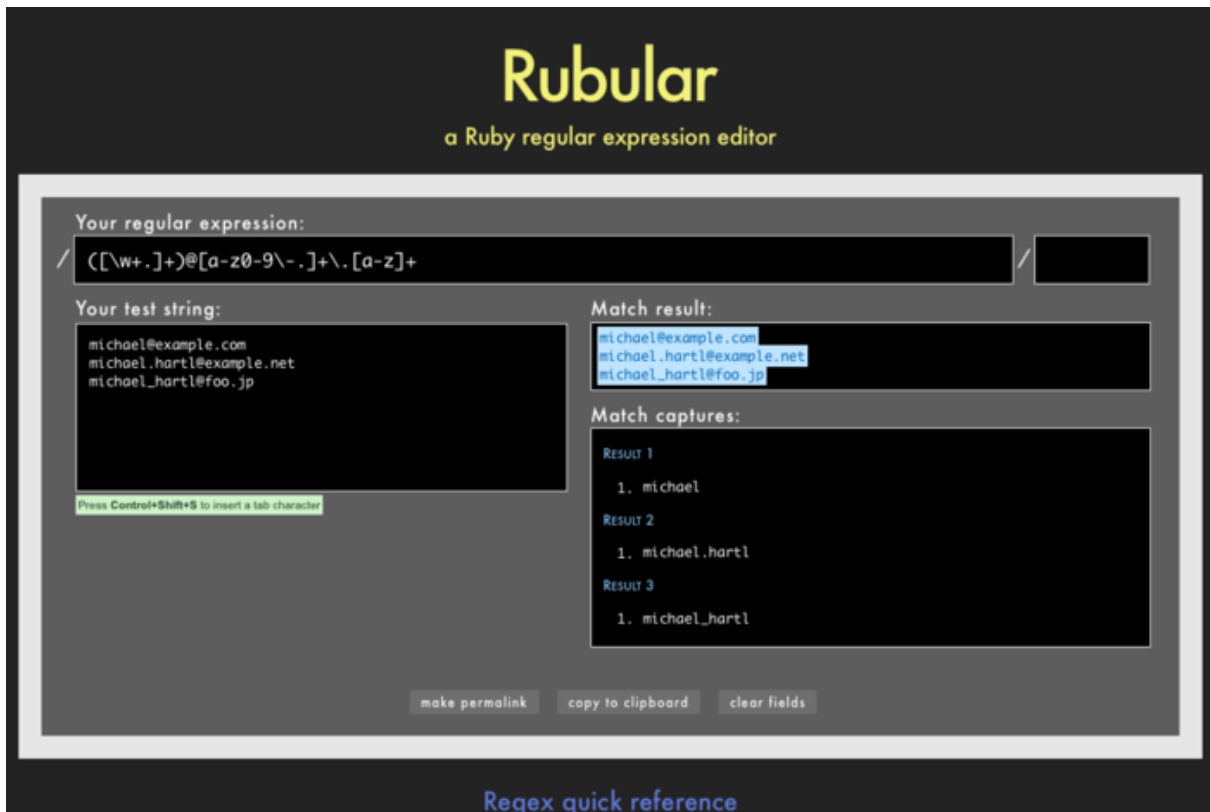 Rubular
a Ruby regular expression editor
Your regular expression:
/ ([\w+.]+)@[a-z0-9\-.]+\.[a-z]+ /
Your test string:
michael@example.com
michael.hartl@example.net
michael_hartl@foo.jp
Press Control+Shift+S to insert a tab character
Match result:
michael@example.com
michael.hartl@example.net
michael_hartl@foo.jp
Match captures:
RESULT 1
1. michael
RESULT 2
1. michael.hartl
RESULT 3
1. michael_hartl
make permalink copy to clipboard clear fields
Regex quick reference